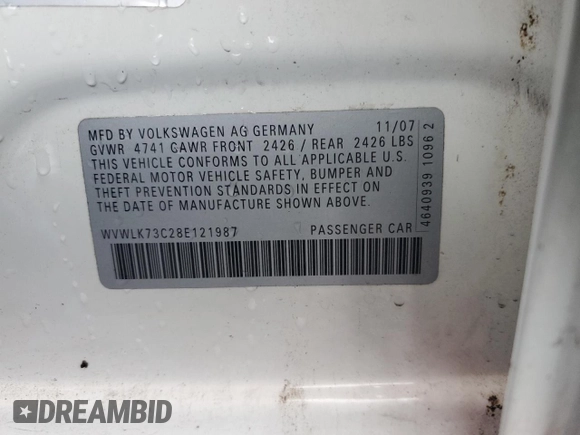 MFD BY VOLKSWAGEN AG GERMANY 11/07
GVWR 4741 GAWR FRONT 2426 / REAR 2426 LBS
THIS VEHICLE CONFORMS TO ALL APPLICABLE U.S.
FEDERAL MOTOR VEHICLE SAFETY, BUMPER AND
THEFT PREVENTION STANDARDS IN EFFECT ON
THE DATE OF MANUFACTURE SHOWN ABOVE.
WVWLK73C28E121987 PASSENGER CAR
4640939 1096 2
DREAMBID